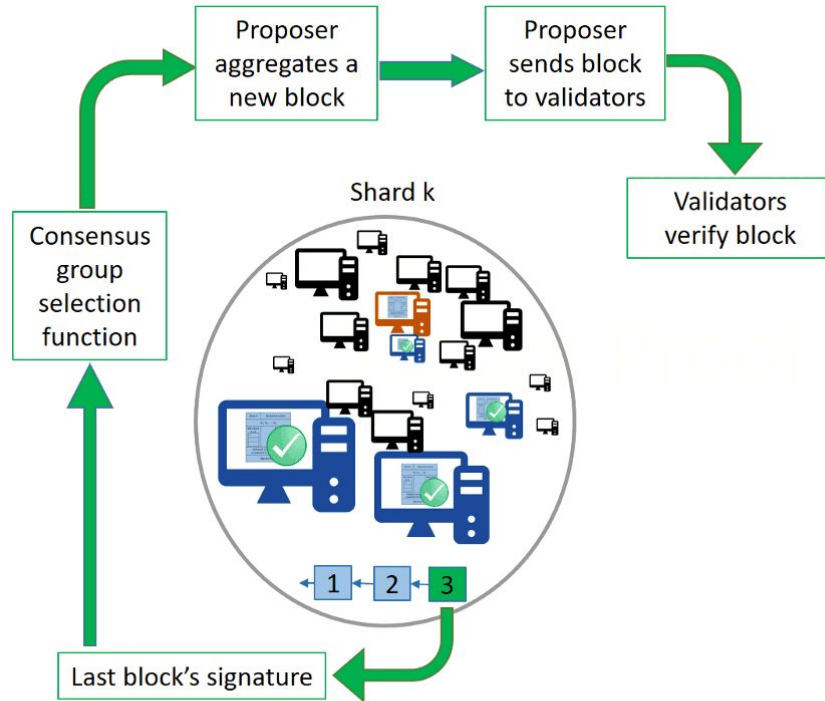 Proposer
aggregates a
new block
Proposer
sends block
to validators
Validators
verify block
Shard k
Consensus
group
selection
function
1
2
3
Last block’s signature